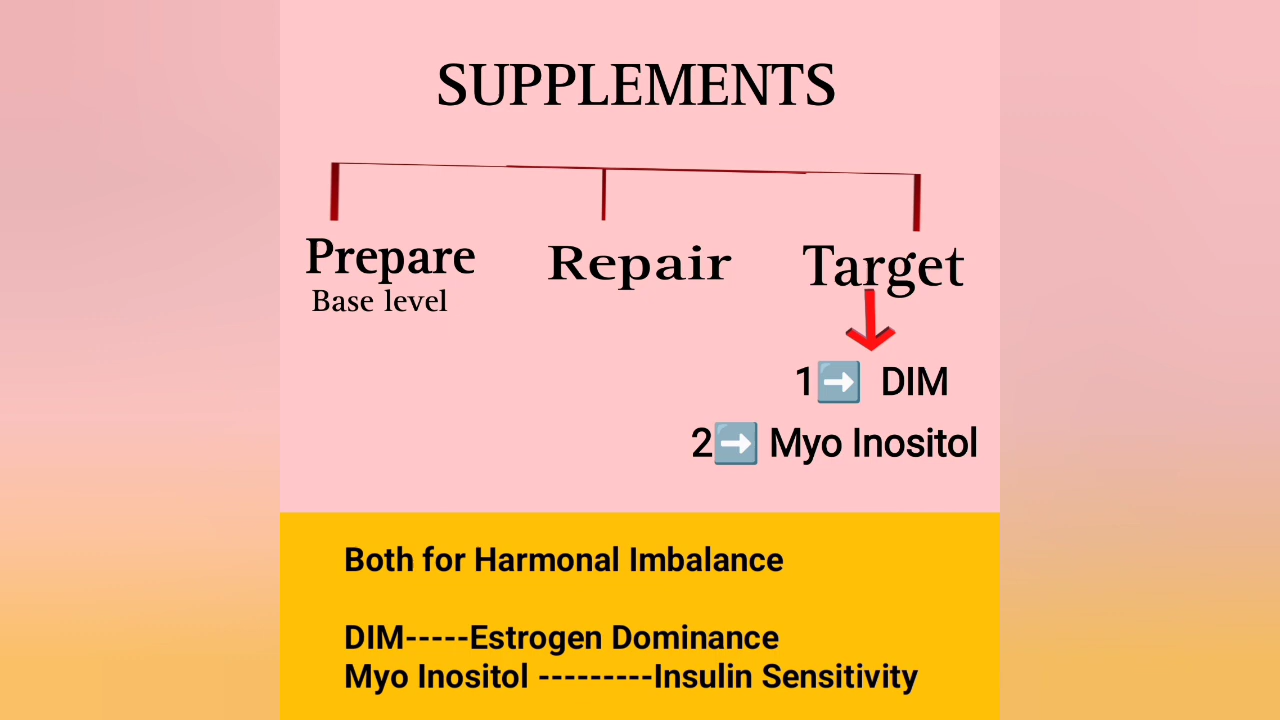 SUPPLEMENTS
Prepare Repair Target
Base level
1➡️ DIM
2➡️ Myo Inositol
Both for Harmonal Imbalance
DIM-----Estrogen Dominance
Myo Inositol ---------Insulin Sensitivity